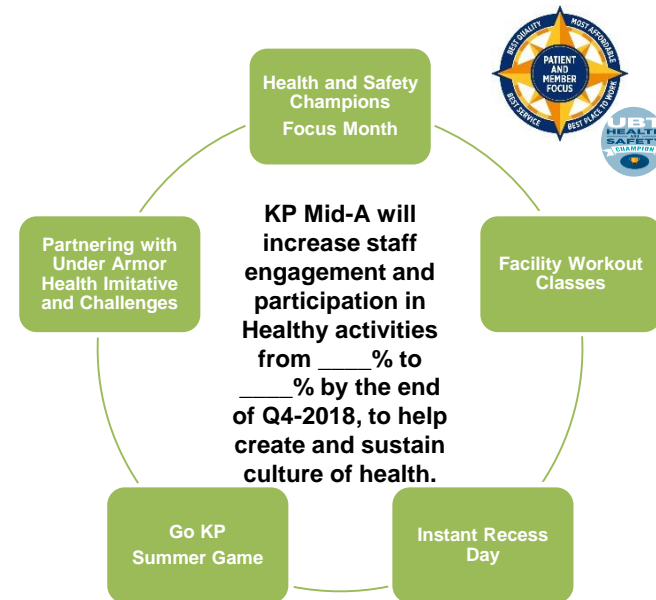 BEST QUALITY
MOST AFFORDABLE
PATIENT
AND
MEMBER
FOCUS
BEST SERVICE
BEST PLACE TO WORK
UBT
HEALTH
AND
SAFETY
CHAMPION
Health and Safety
Champions
Focus Month
Partnering with
Under Armor
Health Imitative
and Challenges
Facility Workout
Classes
KP Mid-A will
increase staff
engagement and
participation in
Healthy activities
from ____% to
____% by the end
of Q4-2018, to help
create and sustain
culture of health.
Go KP
Summer Game
Instant Recess
Day